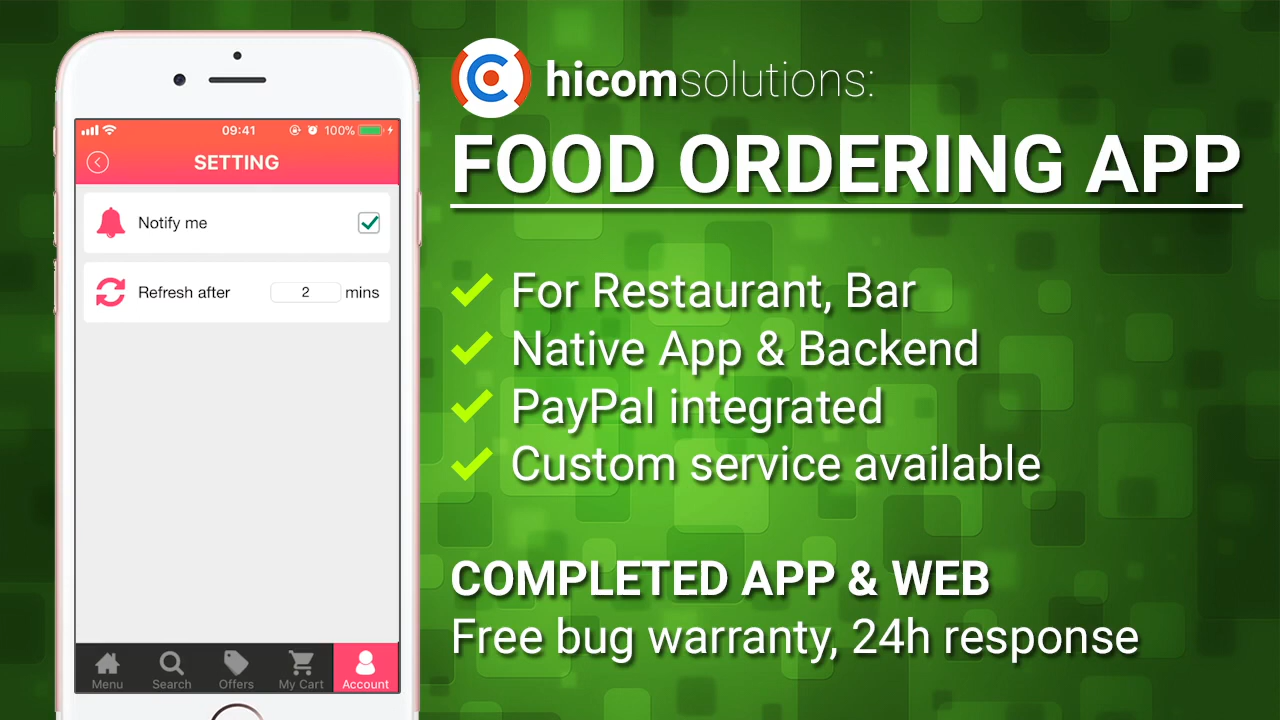 09:41
100%
SETTING
Notify me
Refresh after 2 mins
Menu Search Offers My Cart Account
hicomsolutions:
FOOD ORDERING APP
For Restaurant, Bar
Native App & Backend
PayPal integrated
Custom service available
COMPLETED APP & WEB
Free bug warranty, 24h response